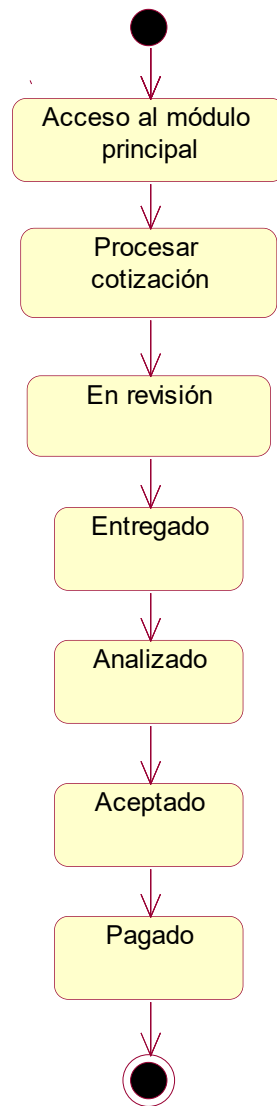 Acceso al módulo
principal
Procesar
cotización
En revisión
Entregado
Analizado
Aceptado
Pagado